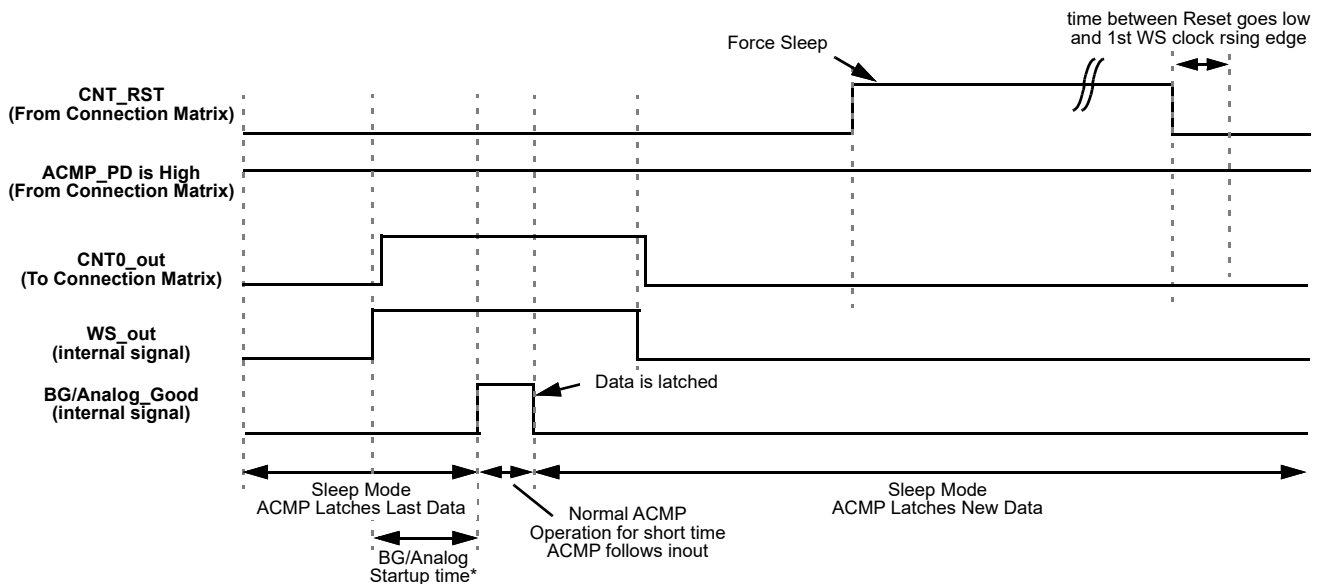 time between Reset goes low
and 1st WS clock rsing edge
Force Sleep
CNT_RST
(From Connection Matrix)
ACMP_PD is High
(From Connection Matrix)
CNT0_out
(To Connection Matrix)
WS_out
(internal signal)
BG/Analog_Good
(internal signal)
Data is latched
Sleep Mode
ACMP Latches Last Data
Normal ACMP
Operation for short time
ACMP follows inout
Sleep Mode
ACMP Latches New Data
BG/Analog
Startup time*